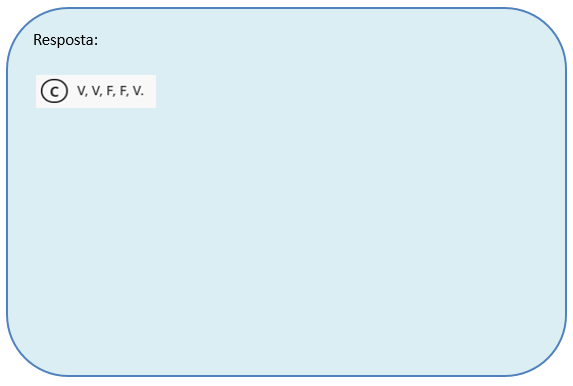 Resposta:
C V, V, F, F, V.